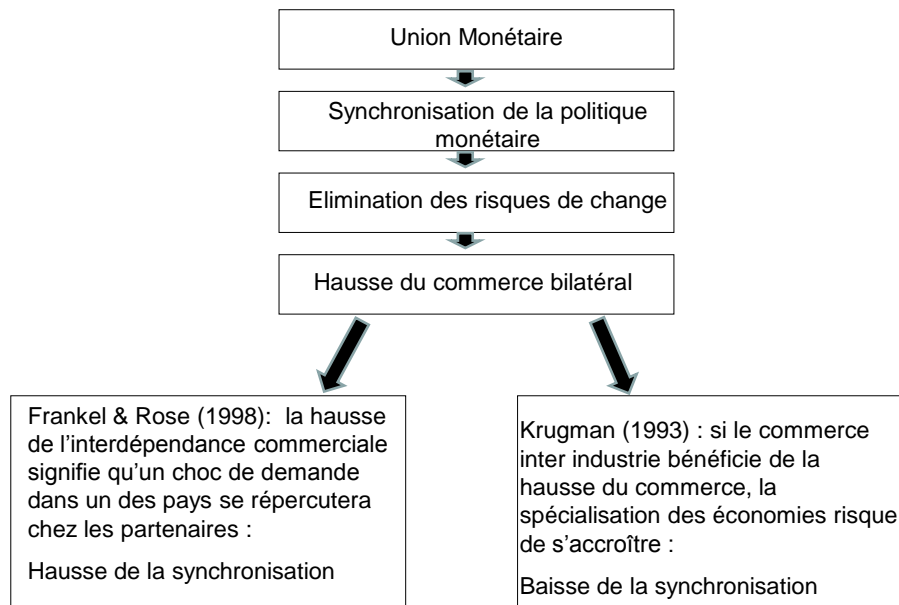 Union Monétaire
Synchronisation de la politique
monétaire
Elimination des risques de change
Hausse du commerce bilatéral
Frankel & Rose (1998): la hausse
de l'interdépendance commerciale
signifie qu'un choc de demande
dans un des pays se répercutera
chez les partenaires :
Hausse de la synchronisation
Krugman (1993) : si le commerce
inter industrie bénéficie de la
hausse du commerce, la
spécialisation des économies risque
de s'accroître :
Baisse de la synchronisation